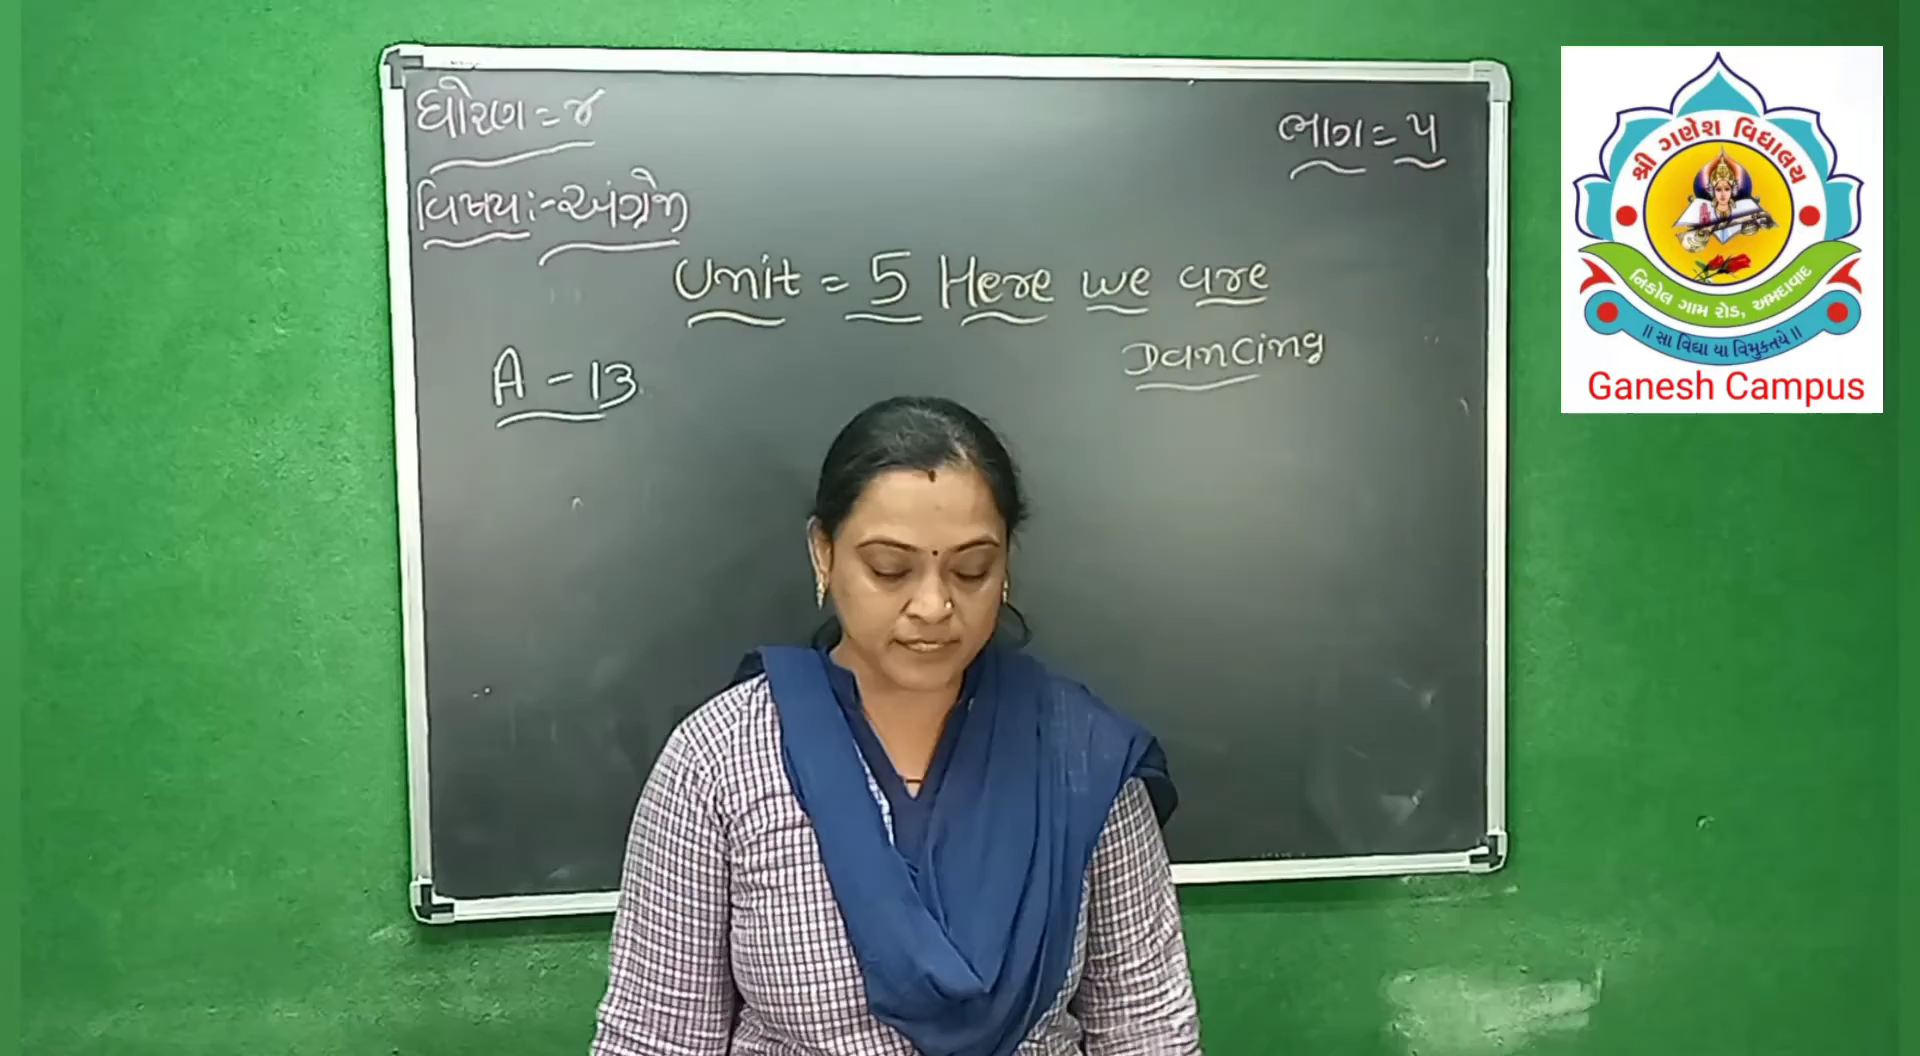 ધોરણ = ૪
ભાગ = ૫
વિષય :- અંગ્રેજી
Unit = 5 Here we are
Dancing
A - 13
શ્રી ગણેશ વિદ્યાલય
નિકોલ ગામ રોડ, અમદાવાદ
॥ સા વિદ્યા યા વિમુક્તયે ॥
Ganesh Campus